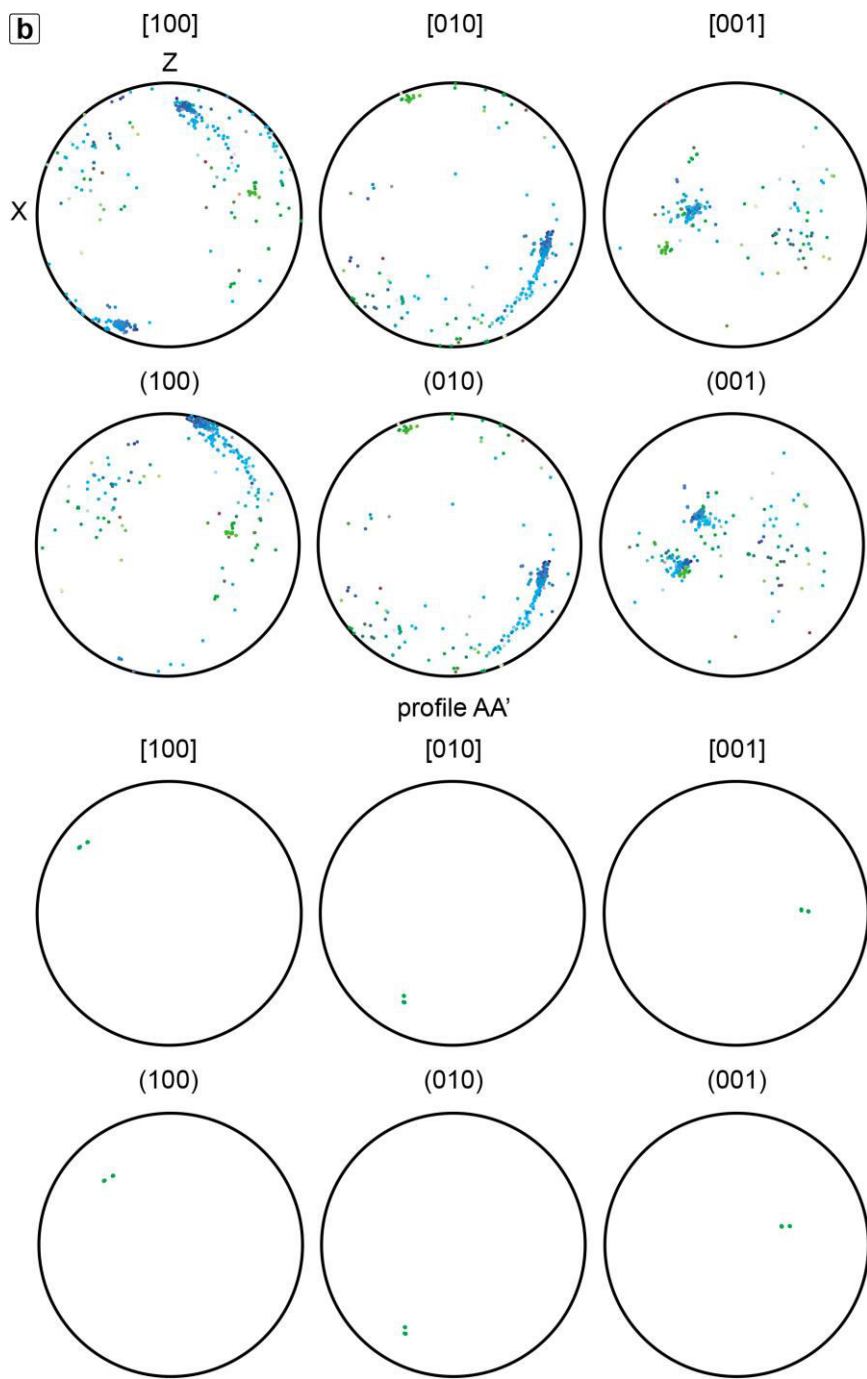 b
[100] [010] [001]
Z
X
(100) (010) (001)
profile AA’
[100] [010] [001]
(100) (010) (001)